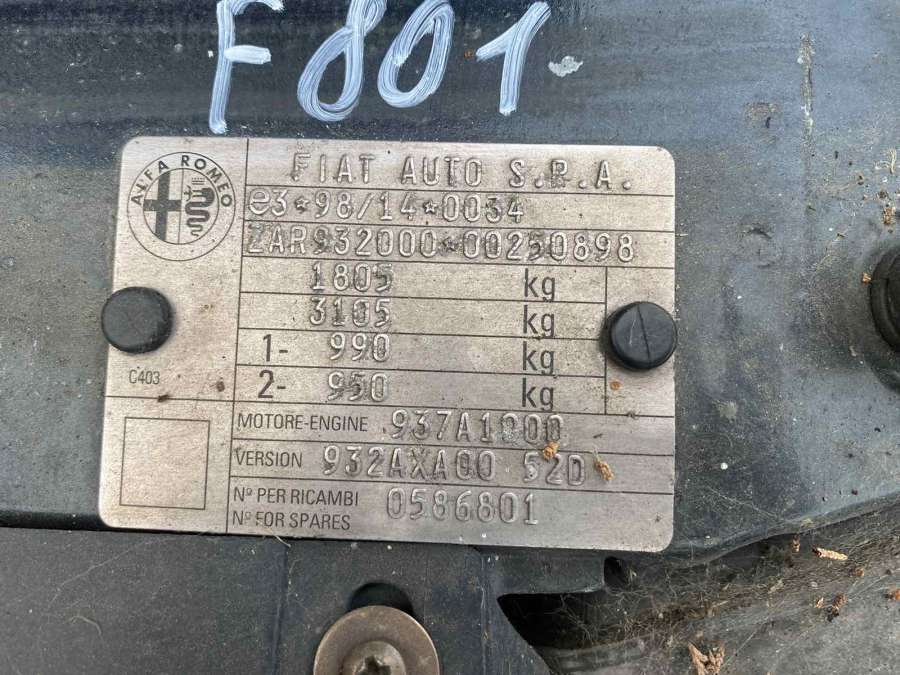 F801
ALFA ROMEO
FIAT AUTO S.P.A.
e3*98/14*0034
ZAR932000*00250898
1805 kg
3105 kg
1- 990 kg
2- 950 kg
C403
MOTORE-ENGINE 937A1000
VERSION 932AXA00 52D
Nº PER RICAMBI 0586801
Nº FOR SPARES